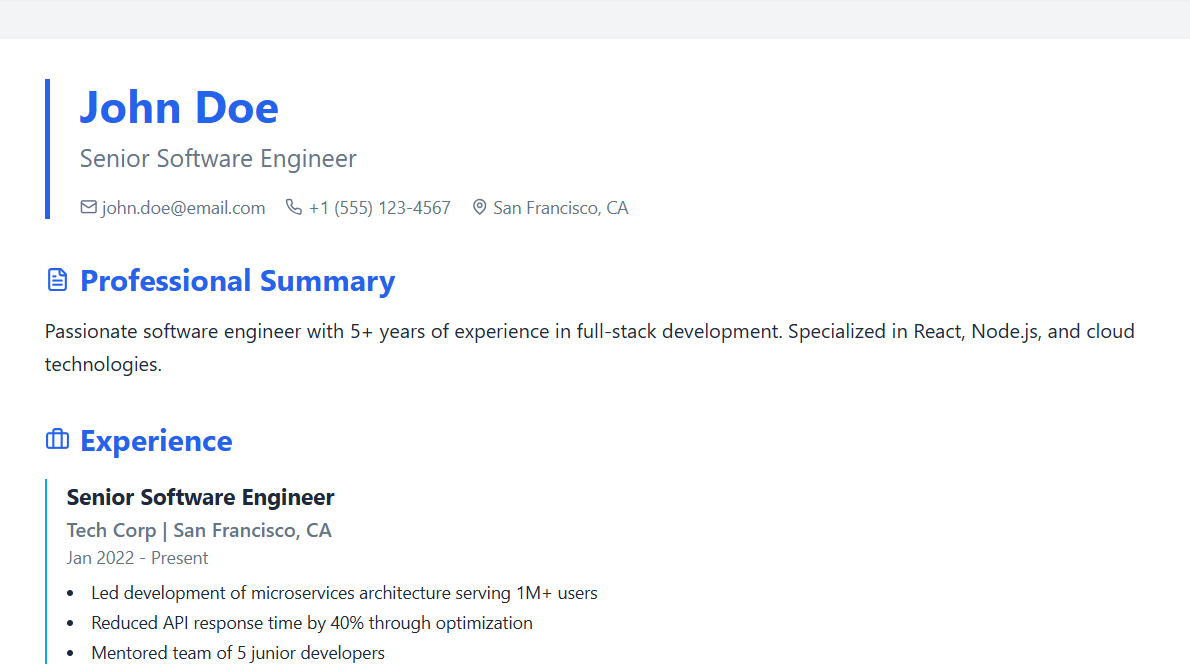 John Doe
Senior Software Engineer
john.doe@email.com +1 (555) 123-4567 San Francisco, CA
Professional Summary
Passionate software engineer with 5+ years of experience in full-stack development. Specialized in React, Node.js, and cloud
technologies.
Experience
Senior Software Engineer
Tech Corp | San Francisco, CA
Jan 2022 - Present
• Led development of microservices architecture serving 1M+ users
• Reduced API response time by 40% through optimization
• Mentored team of 5 junior developers